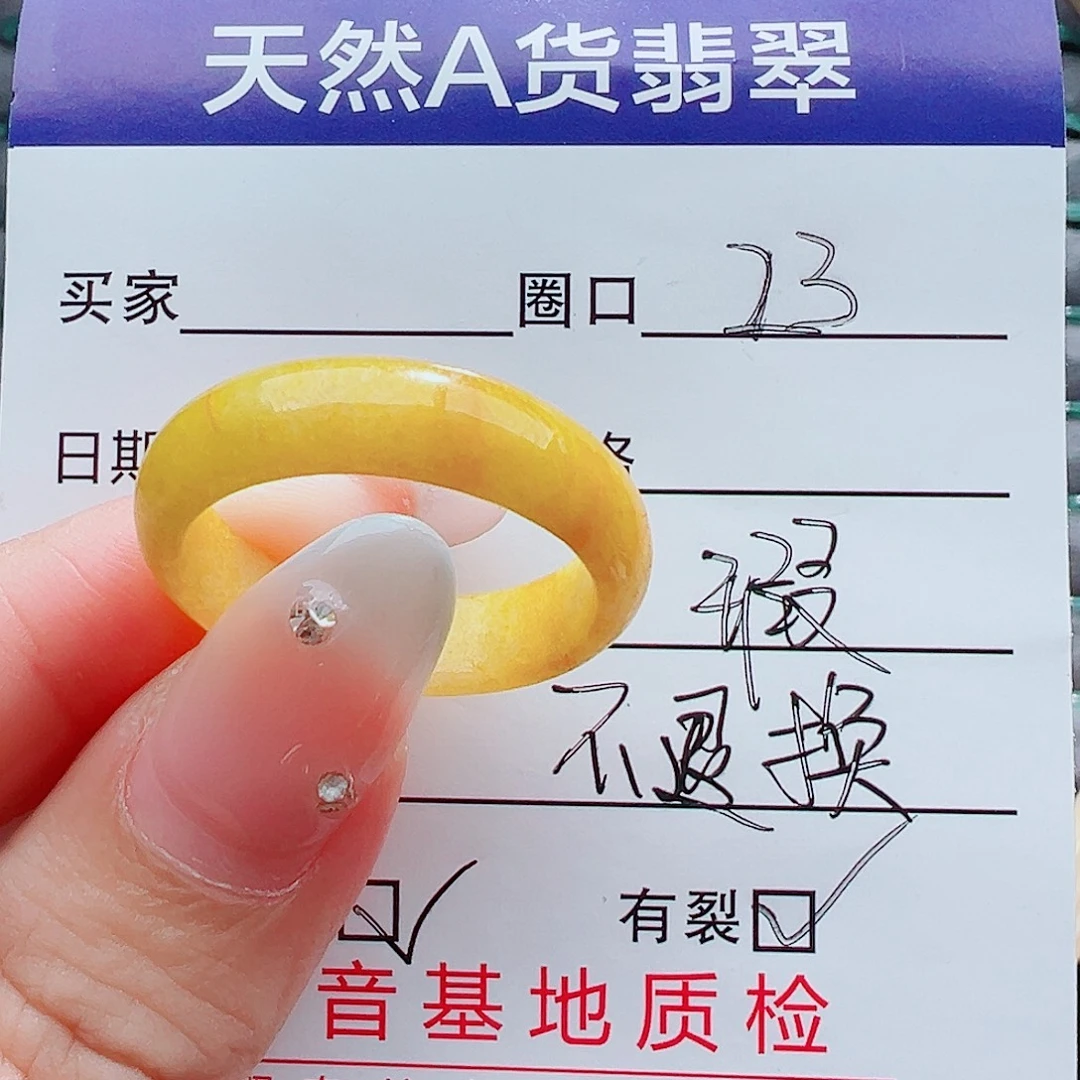 天然A货翡翠
买家 圈口 23
日期
不退换
有裂
音基地质检